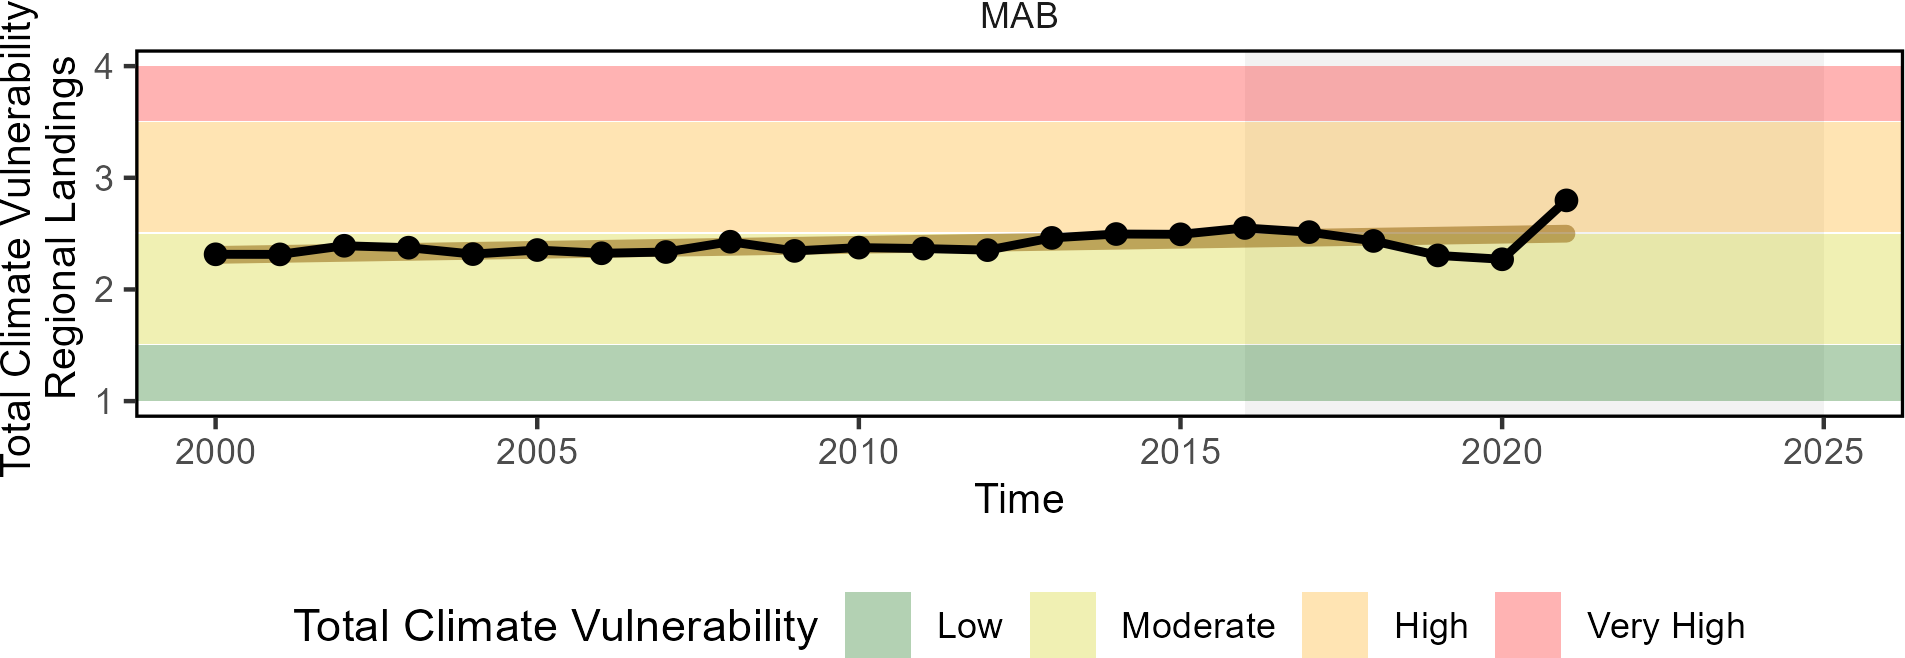 MAB
Total Climate Vulnerability
Regional Landings
4
3
2
1
2000 2005 2010 2015 2020 2025
Time
Total Climate Vulnerability Low Moderate High Very High